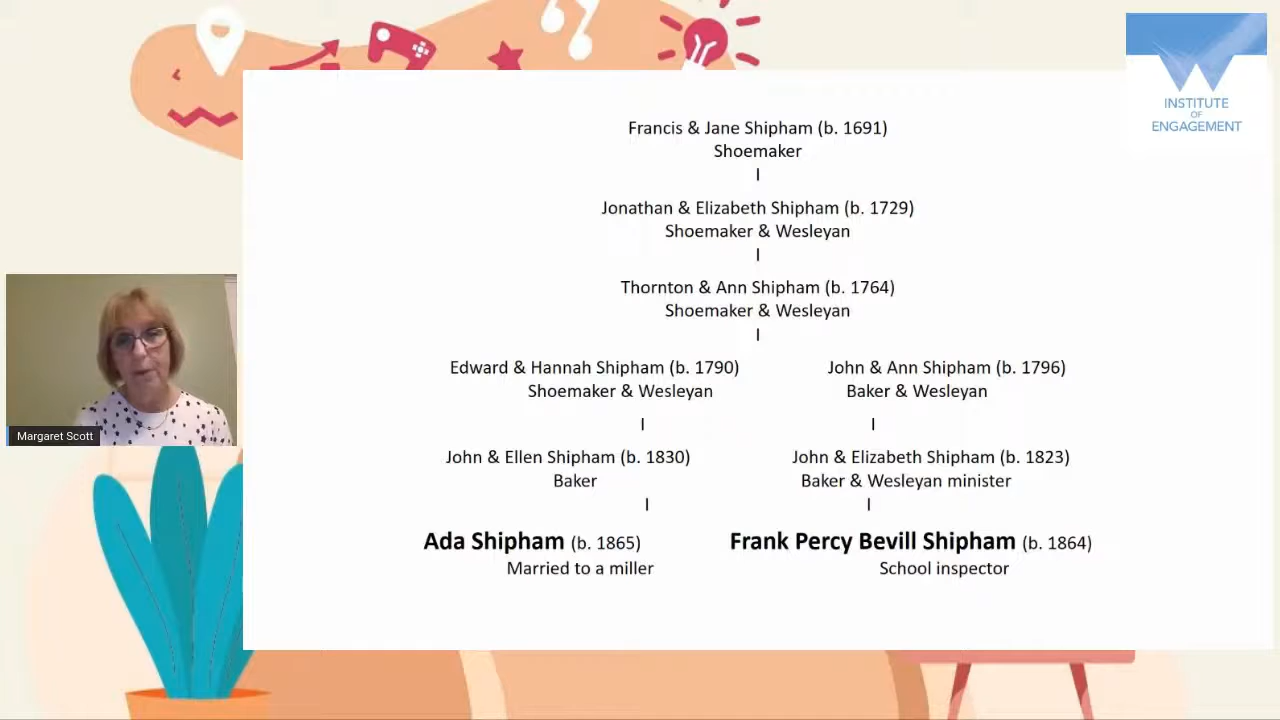 INSTITUTE
OF
ENGAGEMENT
Francis & Jane Shipham (b. 1691)
Shoemaker
Jonathan & Elizabeth Shipham (b. 1729)
Shoemaker & Wesleyan
Thornton & Ann Shipham (b. 1764)
Shoemaker & Wesleyan
Edward & Hannah Shipham (b. 1790) John & Ann Shipham (b. 1796)
Shoemaker & Wesleyan Baker & Wesleyan
John & Ellen Shipham (b. 1830) John & Elizabeth Shipham (b. 1823)
Baker Baker & Wesleyan minister
Ada Shipham (b. 1865) Frank Percy Bevill Shipham (b. 1864)
Married to a miller School inspector
Margaret Scott